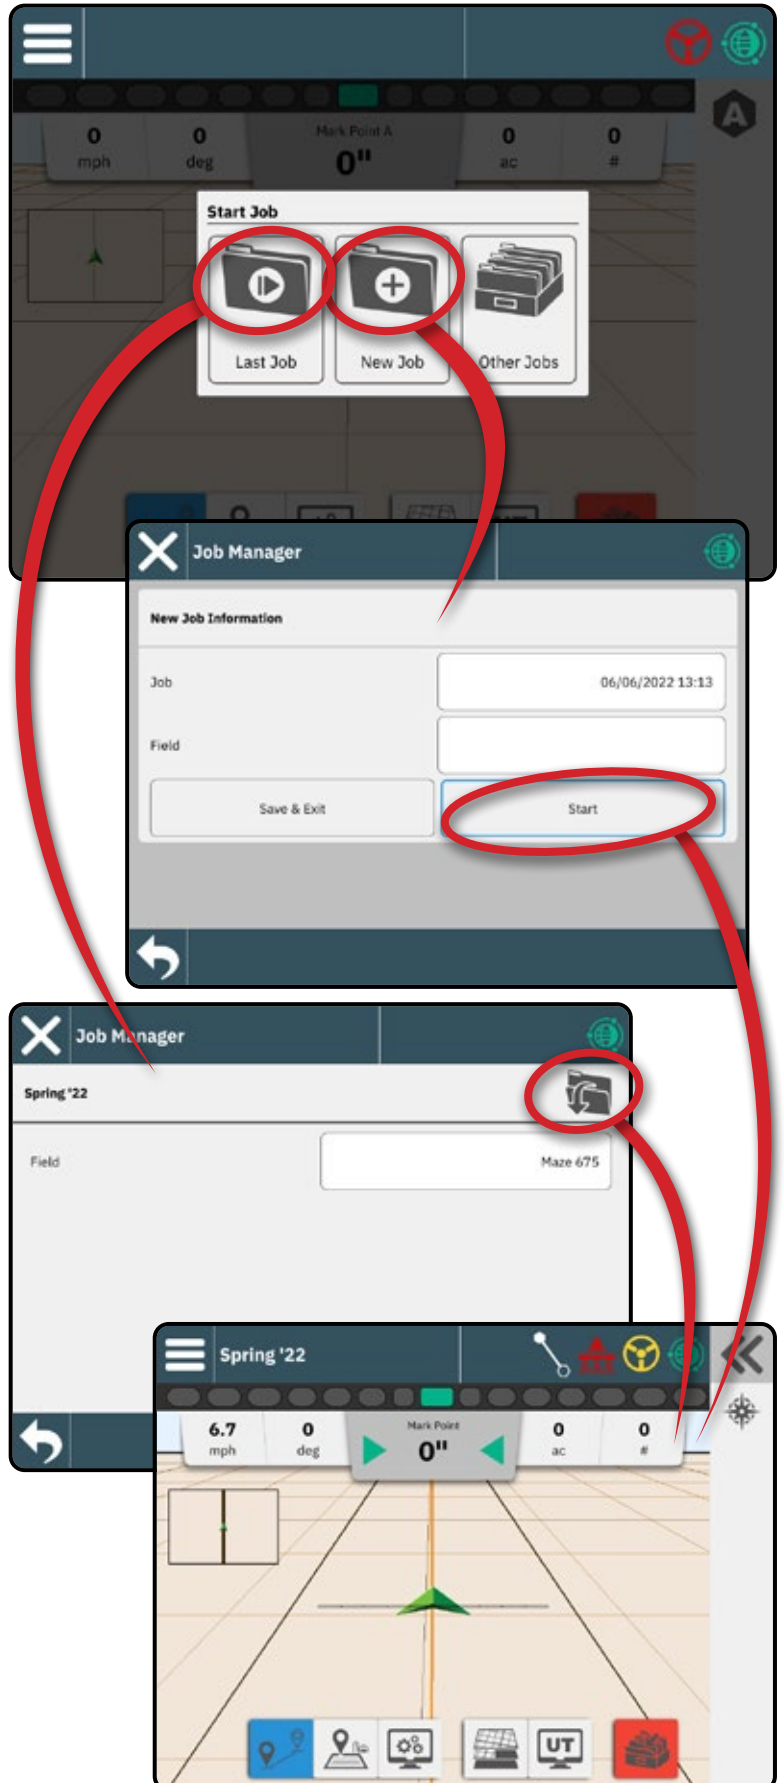 A
0
mph
0
deg
Mark Point A
0"
0
ac
0
#
Start Job
Last Job
New Job
Other Jobs
Job Manager
New Job Information
Job
06/06/2022 13:13
Field
Save & Exit
Start
Job Manager
Spring '22
Field
Maze 675
Spring '22
6.7
mph
0
deg
Mark Point
0"
0
ac
0
#
UT